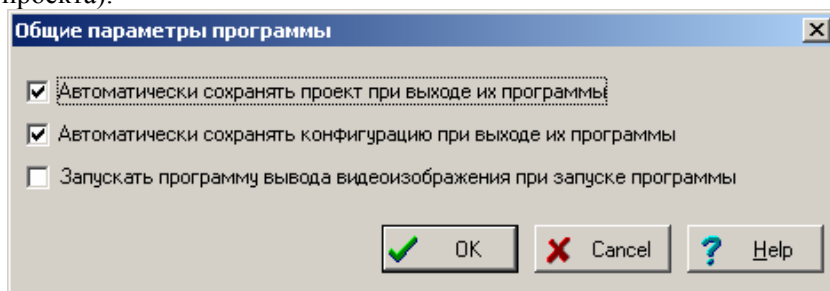 проекта).
Общие параметры программы
Автоматически сохранять проект при выходе их программы
Автоматически сохранять конфигурацию при выходе их программы
Запускать программу вывода видеоизображения при запуске программы
OK Cancel Help